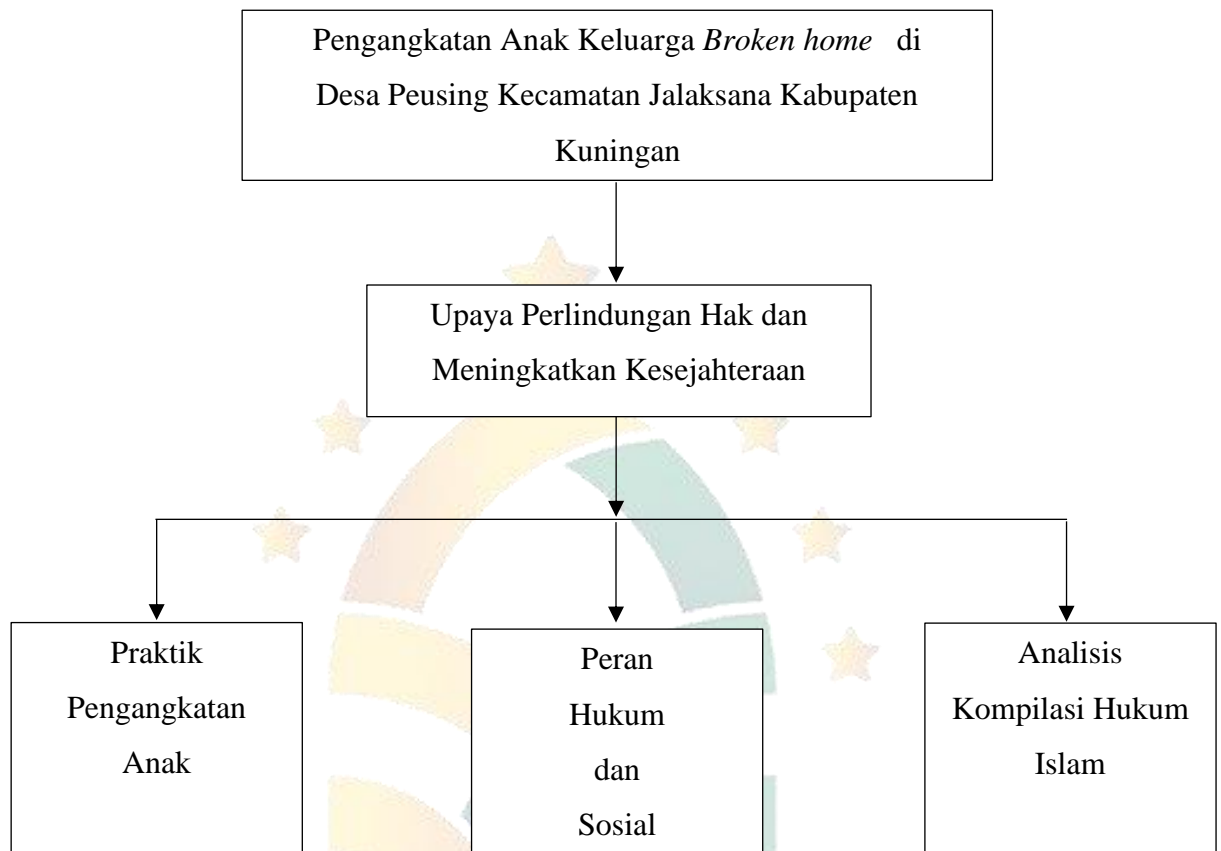 Pengangkatan Anak Keluarga Broken home di
Desa Peusing Kecamatan Jalaksana Kabupaten
Kuningan
Upaya Perlindungan Hak dan
Meningkatkan Kesejahteraan
Praktik
Pengangkatan
Anak
Peran
Hukum
dan
Sosial
Analisis
Kompilasi Hukum
Islam